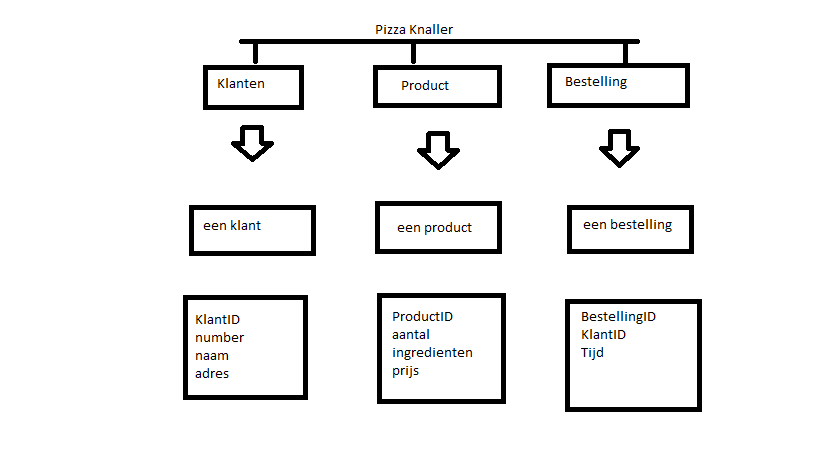 Pizza Knaller
Klanten
Product
Bestelling
een klant
een product
een bestelling
KlantID
number
naam
adres
ProductID
aantal
ingredienten
prijs
BestellingID
KlantID
Tijd